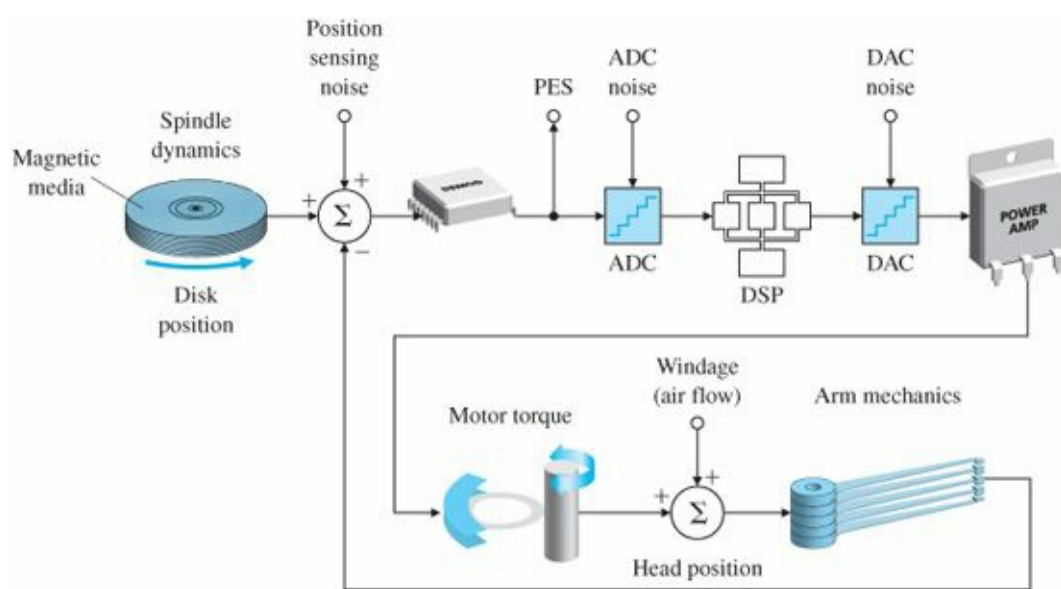 Position
sensing
noise
PES
ADC
noise
DAC
noise
Spindle
dynamics
Magnetic
media
+
+
Σ
−
DEMOD
ADC
DSP
DAC
POWER
AMP
Disk
position
Windage
(air flow)
Motor torque
Arm mechanics
+
+
Σ
Head position